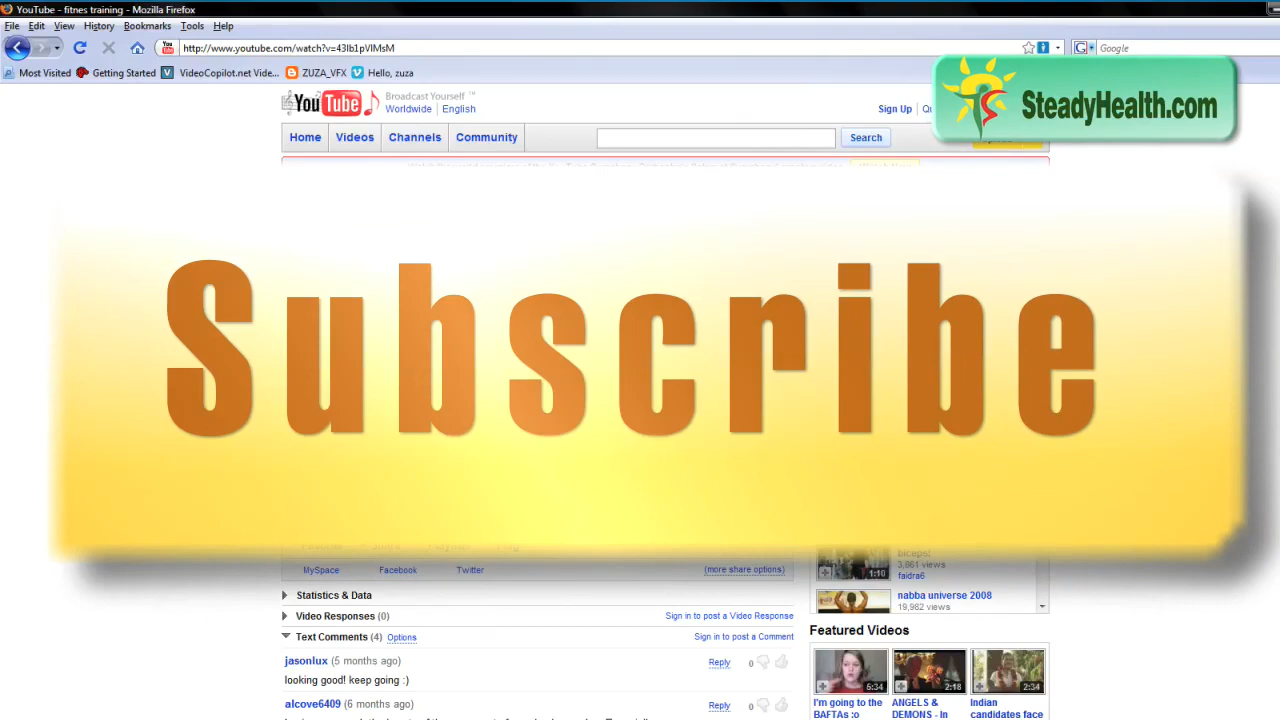 YouTube - fitnes training - Mozilla Firefox
File Edit View History Bookmarks Tools Help
You Tube http://www.youtube.com/watch?v=43Ib1pVlMsM G Google
Most Visited Getting Started VideoCopilot.net Vide... ZUZA_VFX Hello, zuza
SteadyHealth.com
YouTube Broadcast Yourself ™
Worldwide English
Sign Up
Home Videos Channels Community Search
Subscribe
MySpace Facebook Twitter (more share options)
biceps!
3,861 views
faidra6
1:10
nabba universe 2008
19,962 views
Statistics & Data
Video Responses (0) Sign in to post a Video Response
Text Comments (4) Options Sign in to post a Comment
jasonlux (5 months ago) Reply 0
looking good! keep going :)
alcove6409 (6 months ago) Reply 0
Featured Videos
5:34 2:18 2:34
I'm going to the
BAFTAs :o
ANGELS &
DEMONS - In
Indian
candidates face